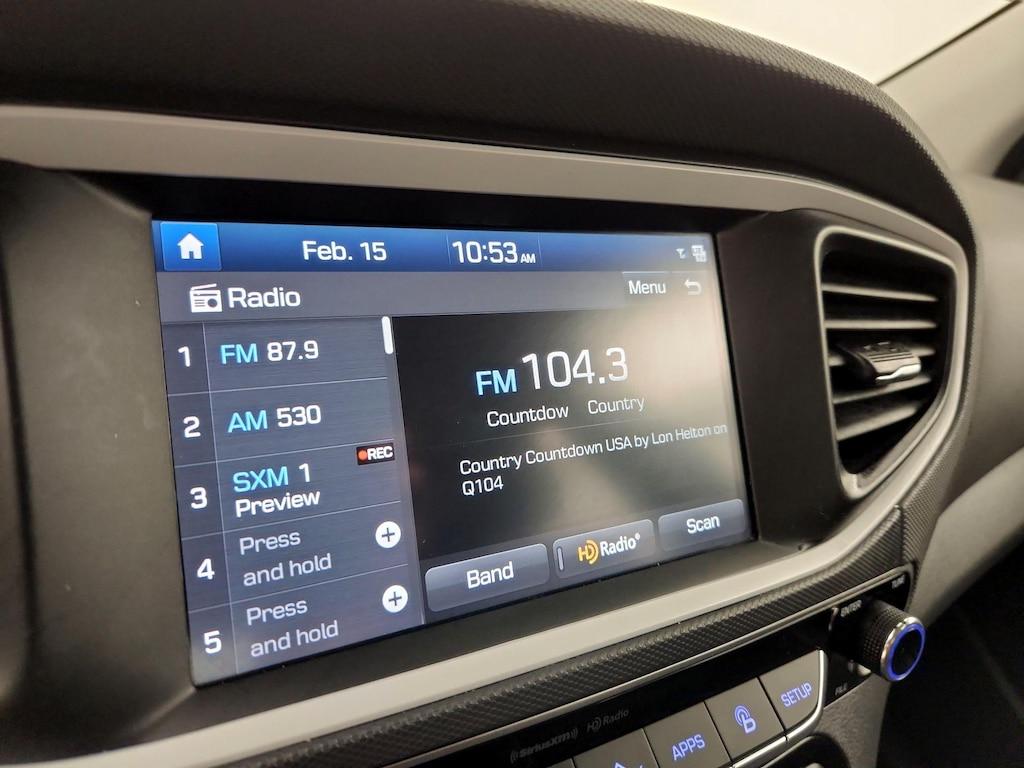 Feb. 15 10:53 AM
Radio
Menu
1 FM 87.9
2 AM 530
REC
3 SXM 1
Preview
4 Press
and hold
5 Press
and hold
FM 104.3
Countdow Country
Country Countdown USA by Lon Helton on
Q104
Band
HD Radio®
Scan
TUNE
ENTER
FILE
((SiriusXM)) HD Radio
APPS
SETUP